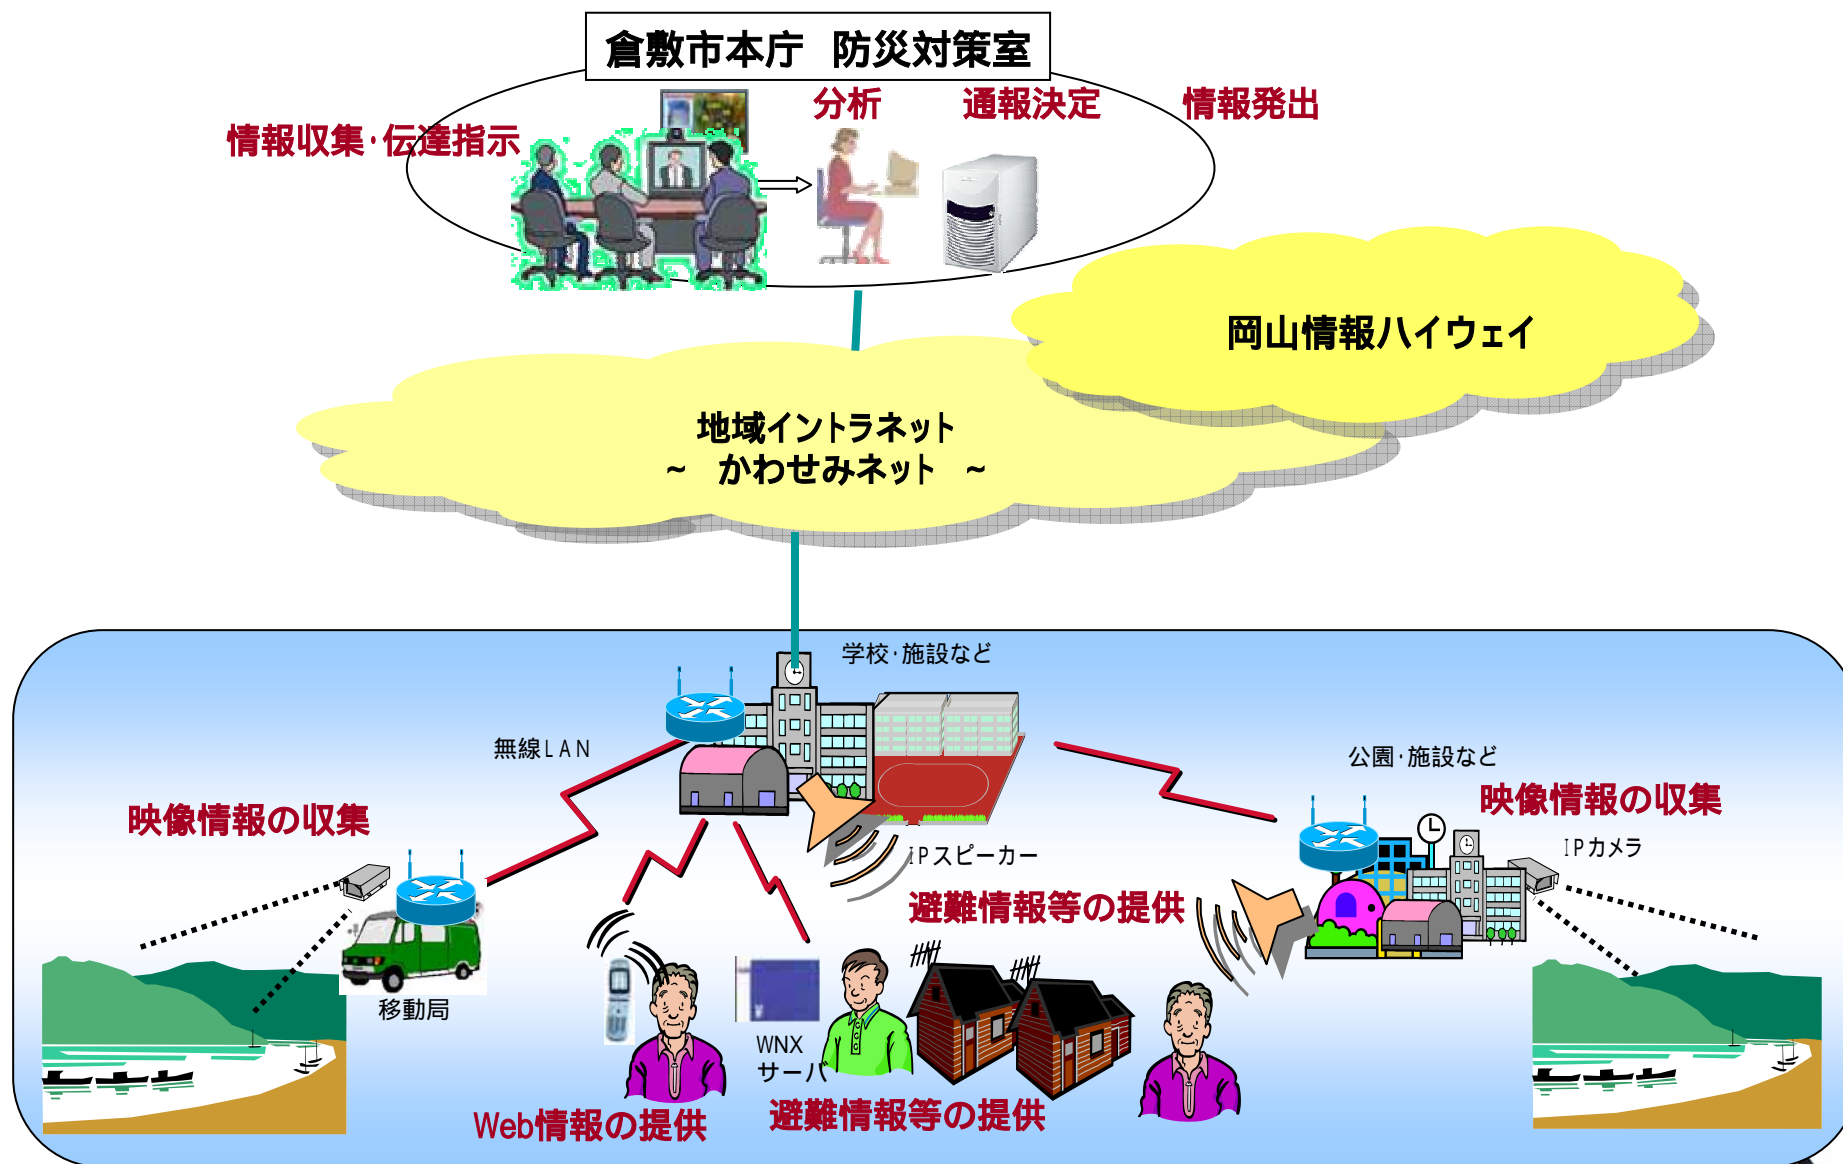 倉敷市本庁　防災対策室
情報収集・伝達指示
分析
通報決定
情報発出
岡山情報ハイウェイ
地域イントラネット
～　かわせみネット　～
学校・施設など
無線LAN
公園・施設など
映像情報の収集
映像情報の収集
IPスピーカー
IPカメラ
避難情報等の提供
移動局
WNX
サーバ
Web情報の提供
避難情報等の提供